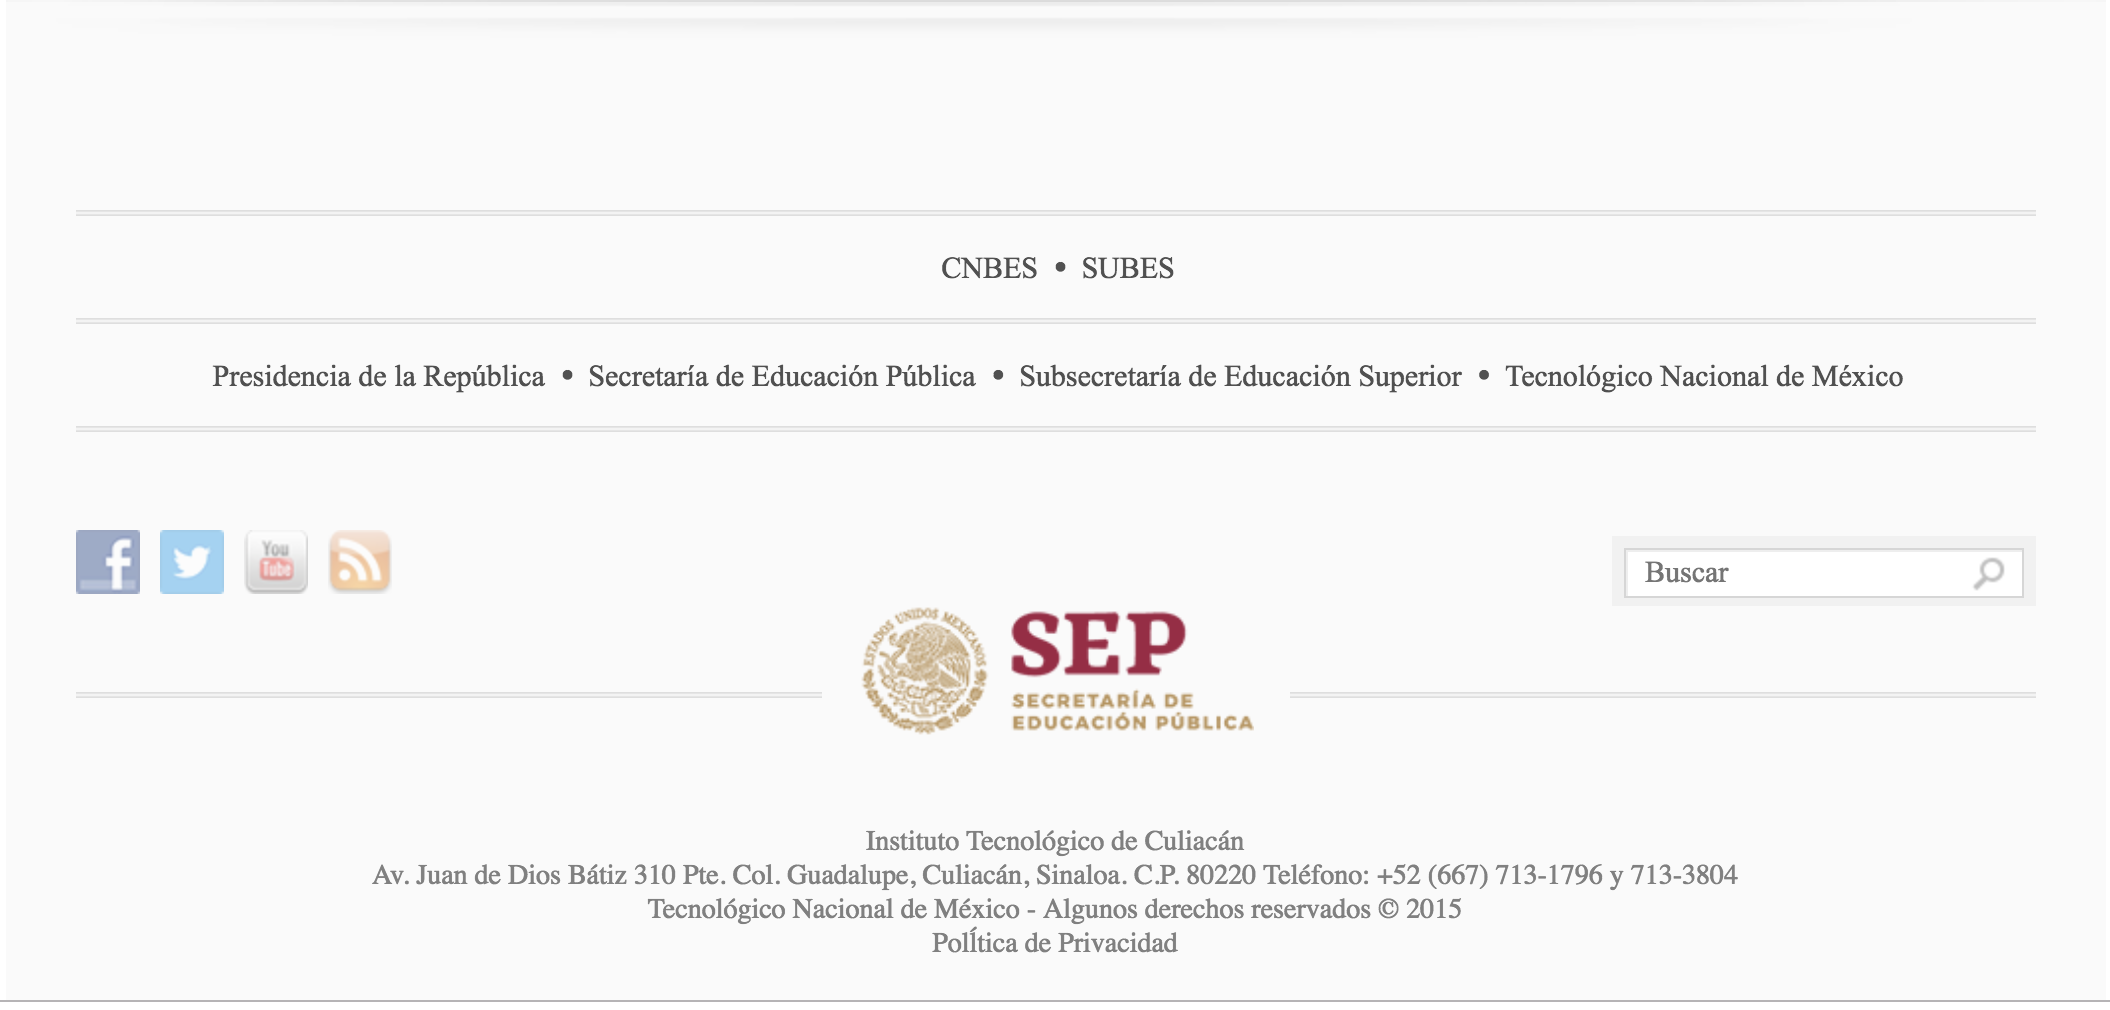 CNBES • SUBES
Presidencia de la República • Secretaría de Educación Pública • Subsecretaría de Educación Superior • Tecnológico Nacional de México
f
You
Tube
Buscar
ESTADOS UNIDOS MEXICANOS
SEP
SECRETARÍA DE
EDUCACIÓN PÚBLICA
Instituto Tecnológico de Culiacán
Av. Juan de Dios Bátiz 310 Pte. Col. Guadalupe, Culiacán, Sinaloa. C.P. 80220 Teléfono: +52 (667) 713-1796 y 713-3804
Tecnológico Nacional de México - Algunos derechos reservados © 2015
PolÍtica de Privacidad